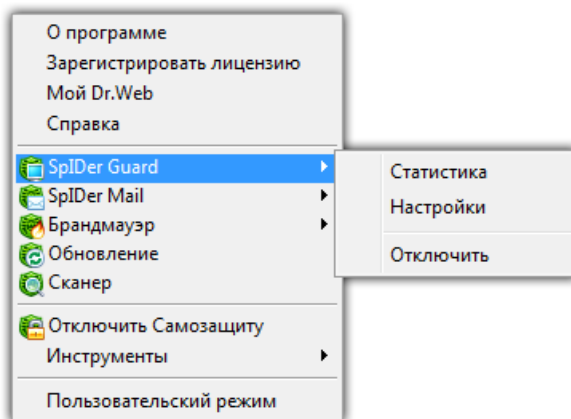 О программе
Зарегистрировать лицензию
Мой Dr.Web
Справка
SpIDer Guard
SpIDer Mail
Брандмауэр
Обновление
Сканер
Отключить Самозащиту
Инструменты
Пользовательский режим
Статистика
Настройки
Отключить